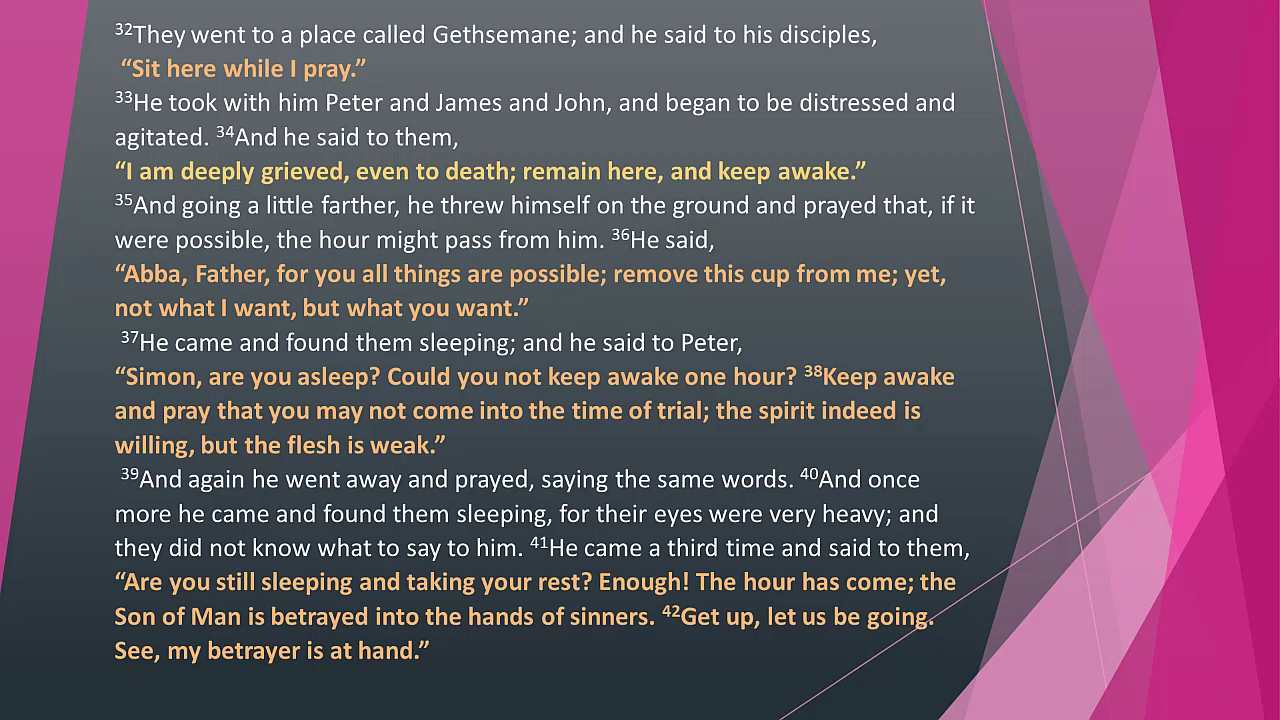 ³²They went to a place called Gethsemane; and he said to his disciples,
“Sit here while I pray.”
³³He took with him Peter and James and John, and began to be distressed and
agitated. ³⁴And he said to them,
“I am deeply grieved, even to death; remain here, and keep awake.”
³⁵And going a little farther, he threw himself on the ground and prayed that, if it
were possible, the hour might pass from him. ³⁶He said,
“Abba, Father, for you all things are possible; remove this cup from me; yet,
not what I want, but what you want.”
³⁷He came and found them sleeping; and he said to Peter,
“Simon, are you asleep? Could you not keep awake one hour? ³⁸Keep awake
and pray that you may not come into the time of trial; the spirit indeed is
willing, but the flesh is weak.”
³⁹And again he went away and prayed, saying the same words. ⁴⁰And once
more he came and found them sleeping, for their eyes were very heavy; and
they did not know what to say to him. ⁴¹He came a third time and said to them,
“Are you still sleeping and taking your rest? Enough! The hour has come; the
Son of Man is betrayed into the hands of sinners. ⁴²Get up, let us be going.
See, my betrayer is at hand.”